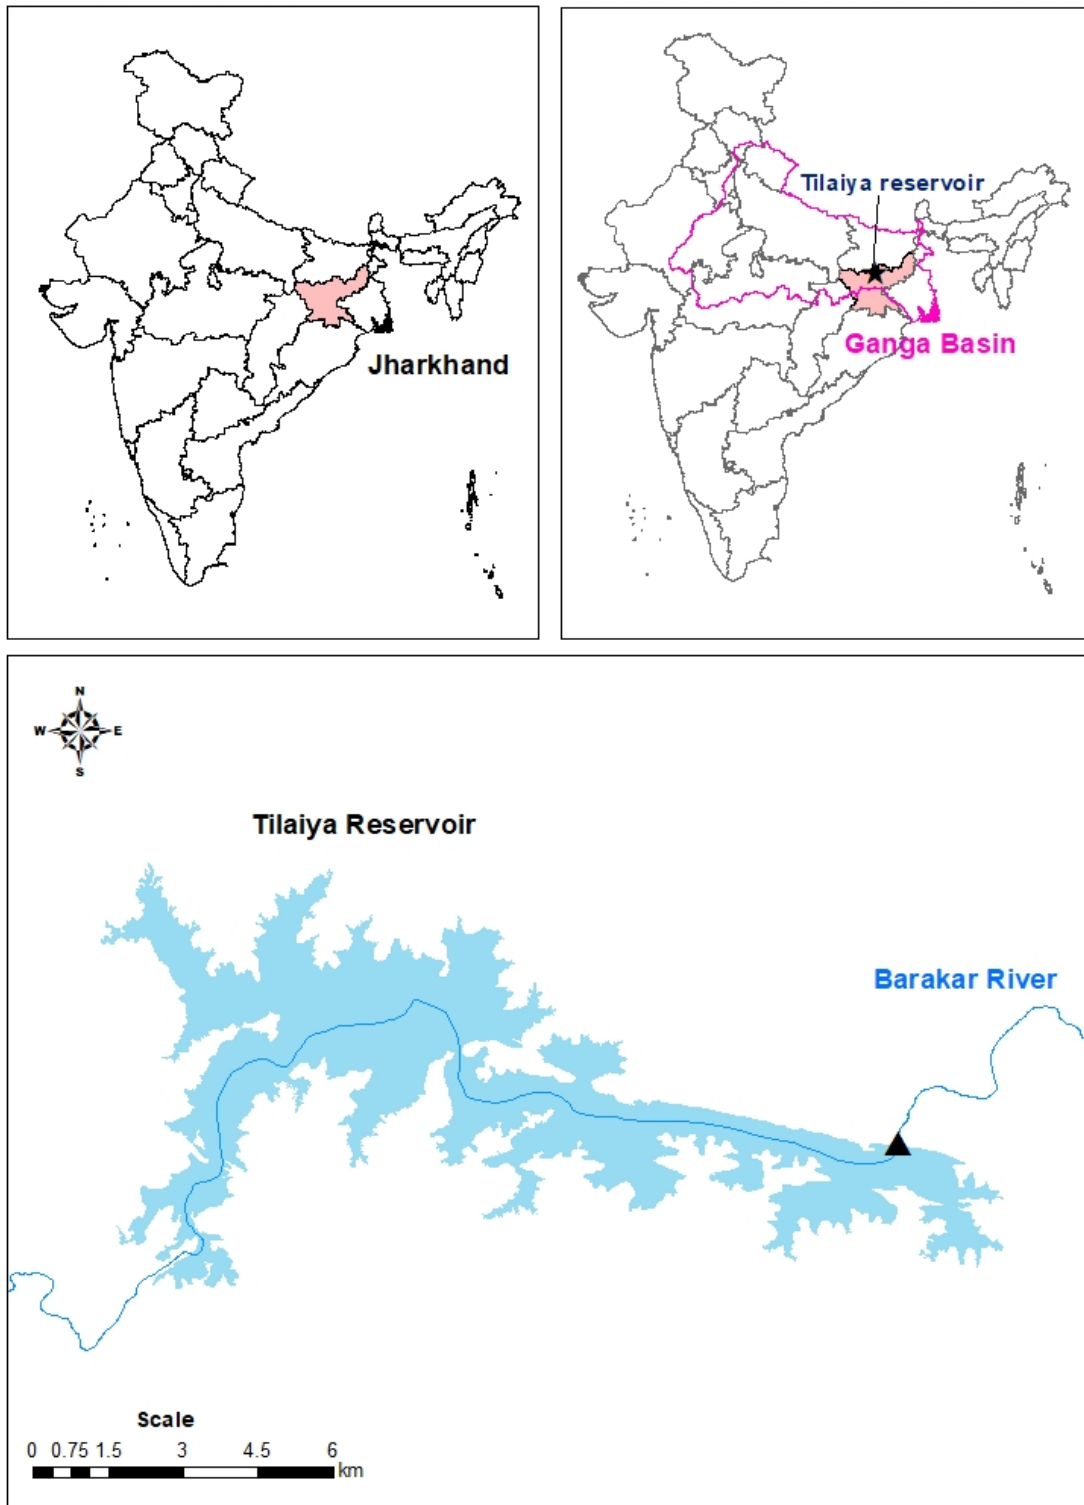 Jharkhand
Tilaiya reservoir
Ganga Basin
N
W E
S
Tilaiya Reservoir
Barakar River
Scale
0 0.75 1.5 3 4.5 6
km